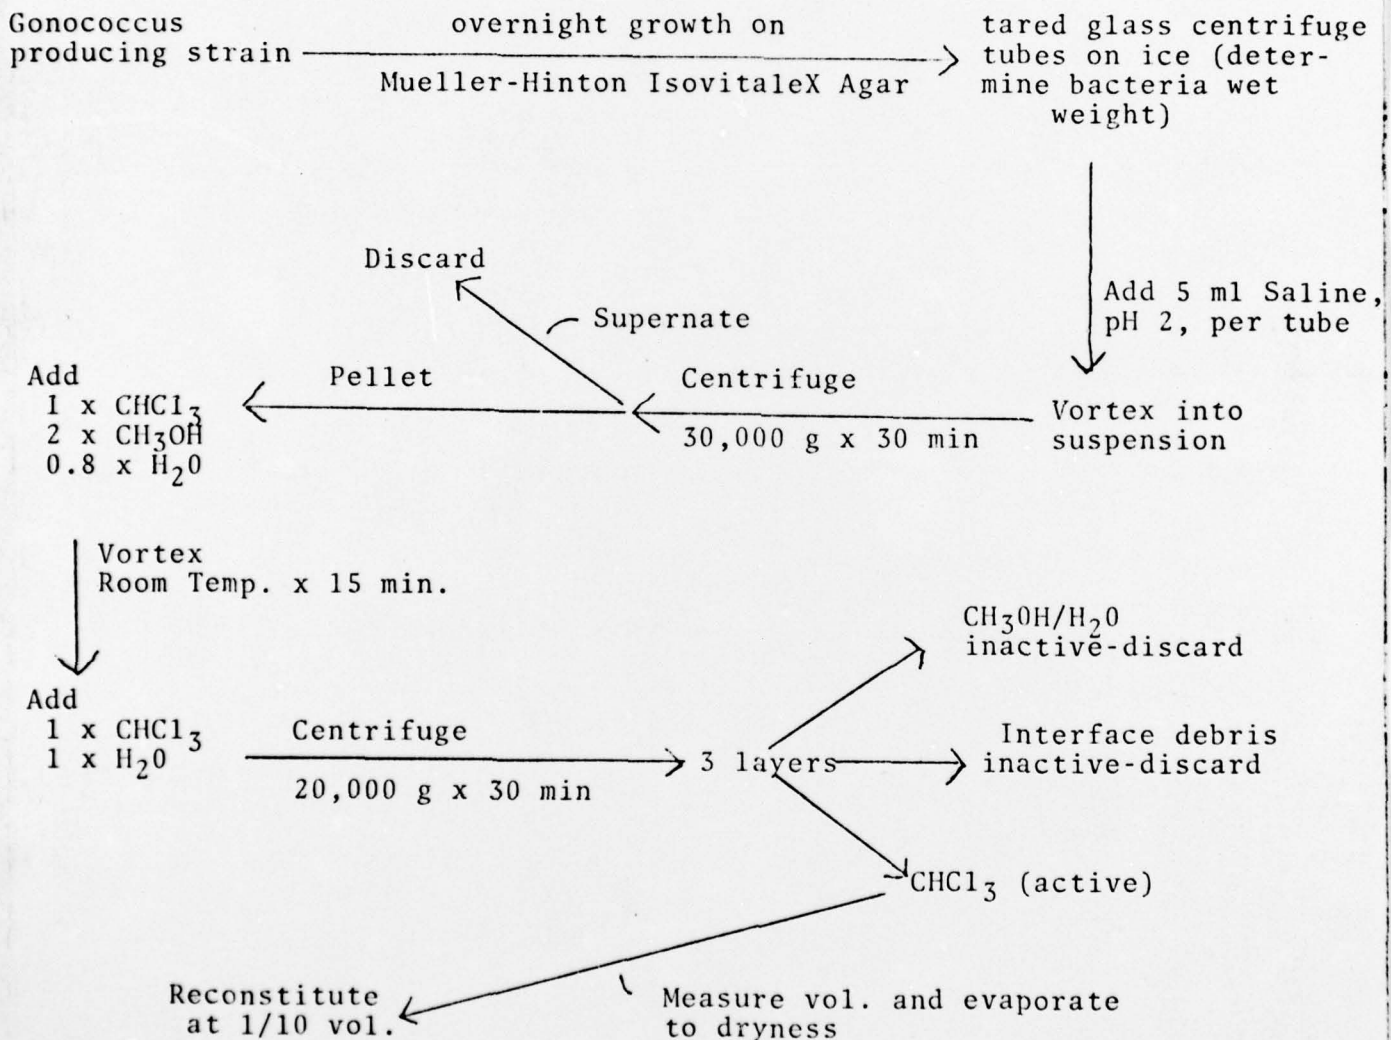 Gonococcus
producing strain
overnight growth on
Mueller-Hinton IsovitaleX Agar
tared glass centrifuge
tubes on ice (deter-
mine bacteria wet
weight)
Add 5 ml Saline,
pH 2, per tube
Vortex into
suspension
Centrifuge
30,000 g x 30 min
Supernate
Discard
Pellet
Add
1 x CHCl3
2 x CH3OH
0.8 x H2O
Vortex
Room Temp. x 15 min.
Add
1 x CHCl3
1 x H2O
Centrifuge
20,000 g x 30 min
3 layers
CH3OH/H2O
inactive-discard
Interface debris
inactive-discard
CHCl3 (active)
Measure vol. and evaporate
to dryness
Reconstitute
at 1/10 vol.